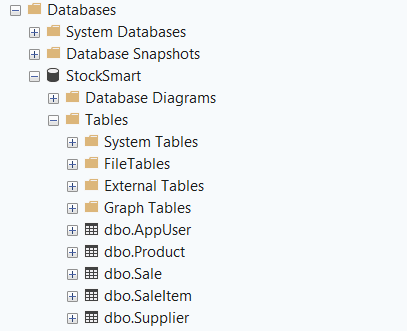 Databases
System Databases
Database Snapshots
StockSmart
Database Diagrams
Tables
System Tables
FileTables
External Tables
Graph Tables
dbo.AppUser
dbo.Product
dbo.Sale
dbo.SaleItem
dbo.Supplier